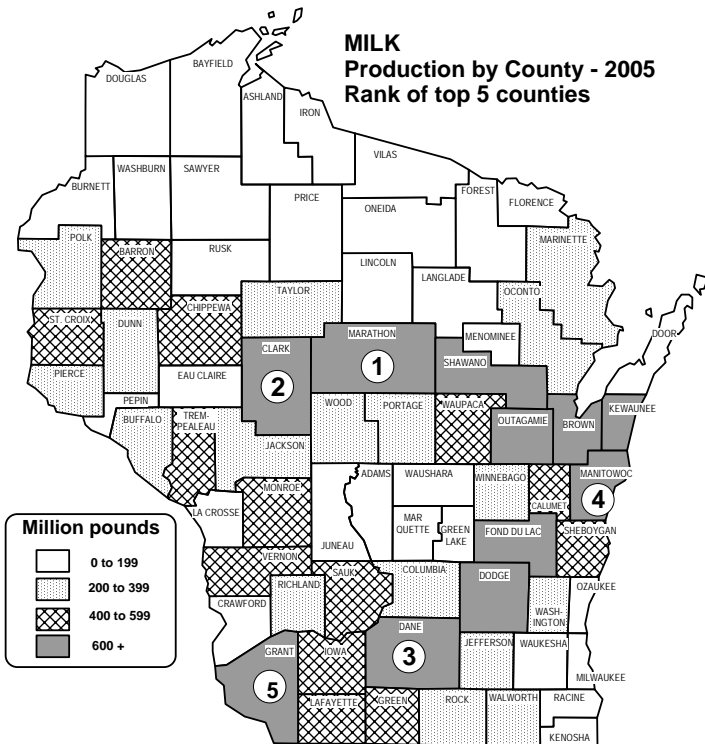 MILK
Production by County - 2005
Rank of top 5 counties
BAYFIELD
DOUGLAS
ASHLAND
IRON
VILAS
WASHBURN
SAWYER
BURNETT
FOREST
FLORENCE
PRICE
ONEIDA
POLK
BARRON
RUSK
MARINETTE
LINCOLN
LANGLADE
TAYLOR
OCONTO
CHIPPEWA
ST. CROIX
DUNN
MARATHON
DOOR
MENOMINEE
CLARK
1
SHAWANO
PIERCE
EAU CLAIRE
2
PEPIN
WOOD
PORTAGE
WAUPACA
KEWAUNEE
BUFFALO
TREM-
PEALEAU
OUTAGAMIE
BROWN
JACKSON
ADAMS
WAUSHARA
WINNEBAGO
MANITOWOC
MONROE
4
CALUMET
LA CROSSE
MAR
QUETTE
GREEN
LAKE
FOND DU LAC
SHEBOYGAN
JUNEAU
VERNON
SAUK
COLUMBIA
DODGE
RICHLAND
OZAUKEE
CRAWFORD
WASH-
INGTON
DANE
GRANT
IOWA
3
JEFFERSON
WAUKESHA
MILWAUKEE
5
LAFAYETTE
GREEN
ROCK
WALWORTH
RACINE
KENOSHA
Million pounds
0 to 199
200 to 399
400 to 599
600 +